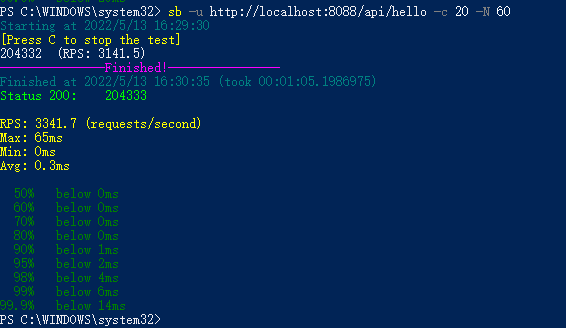 PS C:\WINDOWS\system32> sb -u http://localhost:8088/api/hello -c 20 -N 60
Starting at 2022/5/13 16:29:30
[Press C to stop the test]
204332 (RPS: 3141.5)
---------------Finished!----------------
Finished at 2022/5/13 16:30:35 (took 00:01:05.1986975)
Status 200: 204333
RPS: 3341.7 (requests/second)
Max: 65ms
Min: 0ms
Avg: 0.3ms
50% below 0ms
60% below 0ms
70% below 0ms
80% below 0ms
90% below 1ms
95% below 2ms
98% below 4ms
99% below 6ms
99.9% below 14ms
PS C:\WINDOWS\system32>